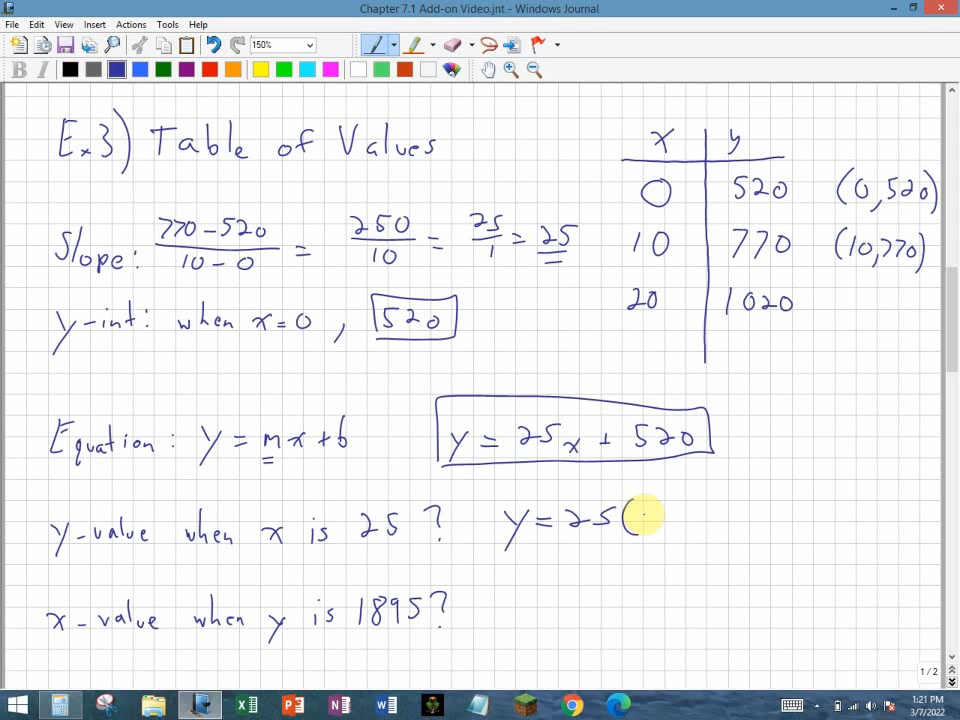 Chapter 7.1 Add-on Video.jnt - Windows Journal
File Edit View Insert Actions Tools Help
150%
B I
Ex3) Table of Values
x y
0 520 (0,520)
10 770 (10,770)
20 1020
Slope: 770-520/10-0 = 250/10 = 25/1 = 25
y-int: when x=0, 520
Equation: y = mx+b y = 25x + 520
y-value when x is 25? y=25(
x-value when y is 1895?
1 / 2
1:21 PM
3/7/2022